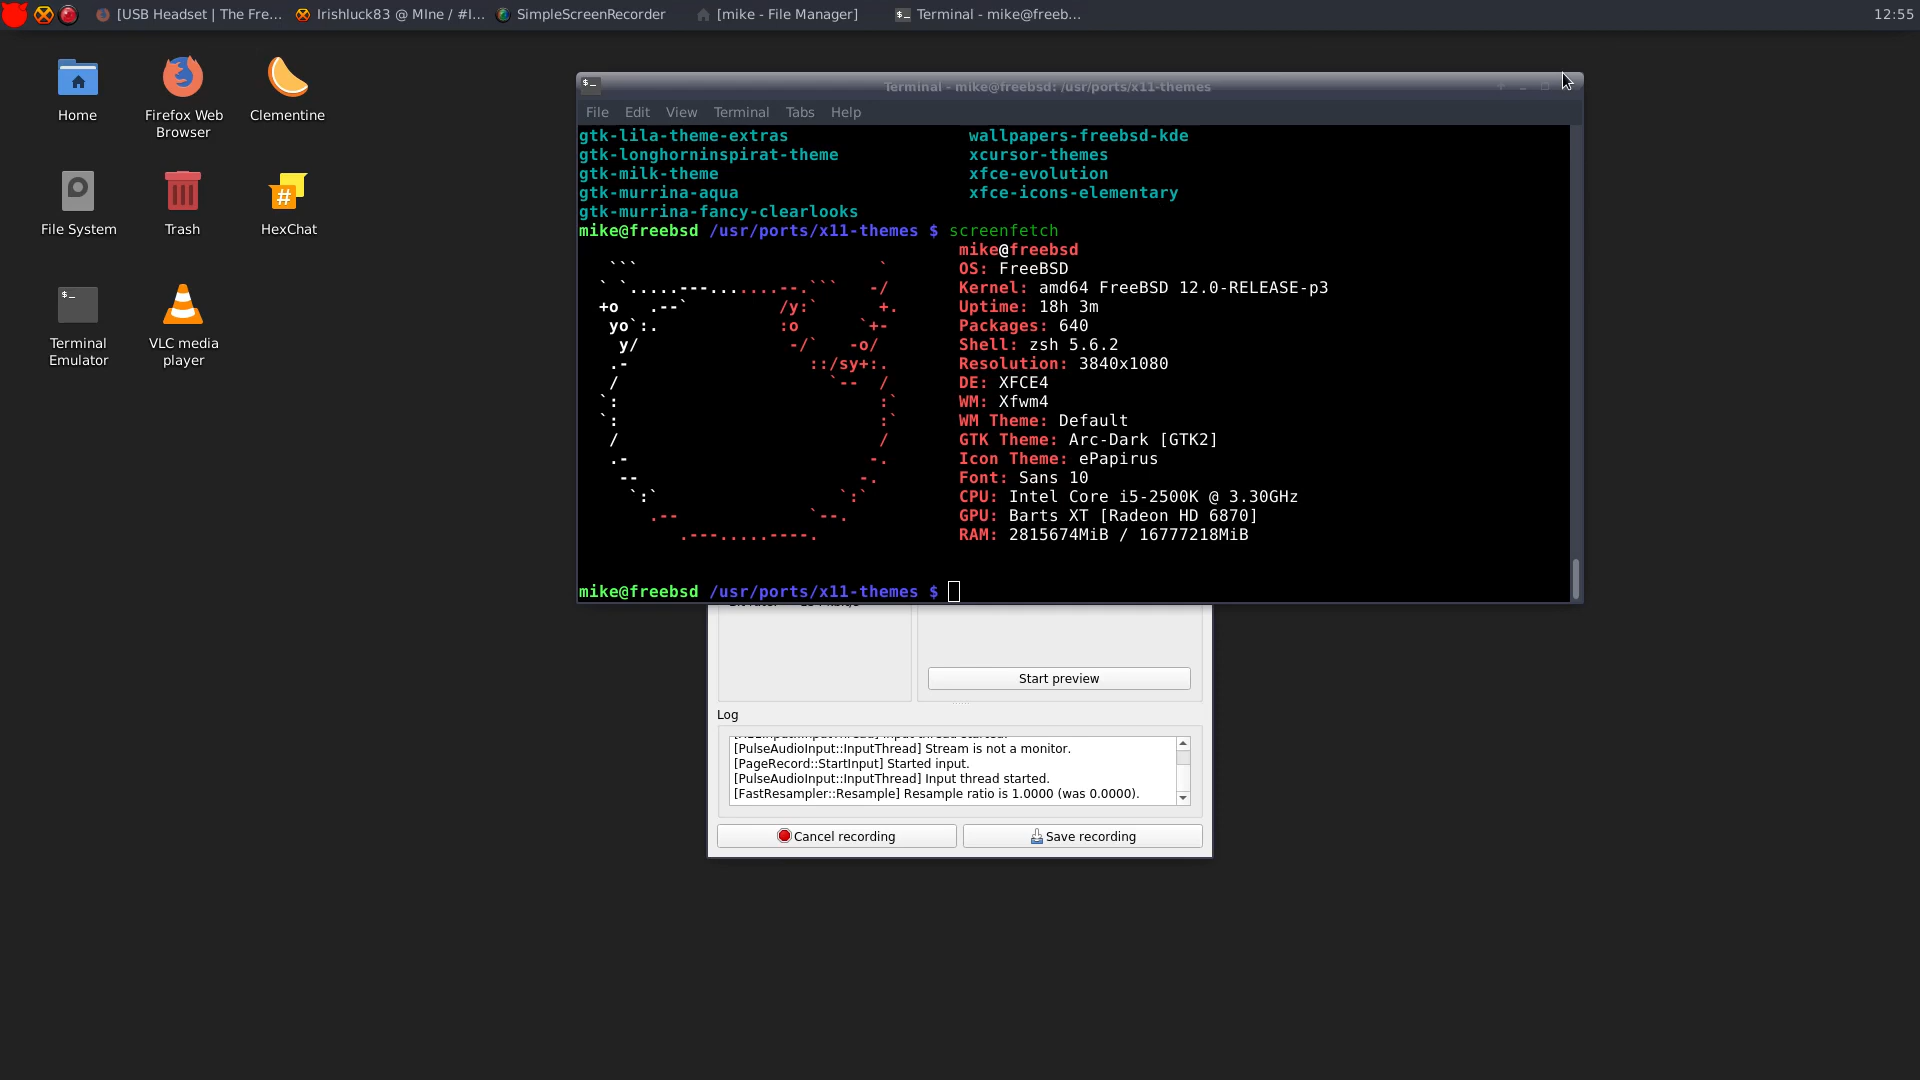 [USB Headset | The Fre... Irishluck83 @ MIne / #I... SimpleScreenRecorder [mike - File Manager] Terminal - mike@freeb... 12:55
Home
Firefox Web
Browser
Clementine
File System
Trash
HexChat
Terminal
Emulator
VLC media
player
Terminal - mike@freebsd: /usr/ports/x11-themes
File Edit View Terminal Tabs Help
gtk-lila-theme-extras wallpapers-freebsd-kde
gtk-longhorninspirat-theme xcursor-themes
gtk-milk-theme xfce-evolution
gtk-murrina-aqua xfce-icons-elementary
gtk-murrina-fancy-clearlooks
mike@freebsd /usr/ports/x11-themes $ screenfetch
mike@freebsd
OS: FreeBSD
Kernel: amd64 FreeBSD 12.0-RELEASE-p3
Uptime: 18h 3m
Packages: 640
Shell: zsh 5.6.2
Resolution: 3840x1080
DE: XFCE4
WM: Xfwm4
WM Theme: Default
GTK Theme: Arc-Dark [GTK2]
Icon Theme: ePapirus
Font: Sans 10
CPU: Intel Core i5-2500K @ 3.30GHz
GPU: Barts XT [Radeon HD 6870]
RAM: 2815674MiB / 16777218MiB
mike@freebsd /usr/ports/x11-themes $
Start preview
Log
[PulseAudioInput::InputThread] Stream is not a monitor.
[PageRecord::StartInput] Started input.
[PulseAudioInput::InputThread] Input thread started.
[FastResampler::Resample] Resample ratio is 1.0000 (was 0.0000).
Cancel recording Save recording